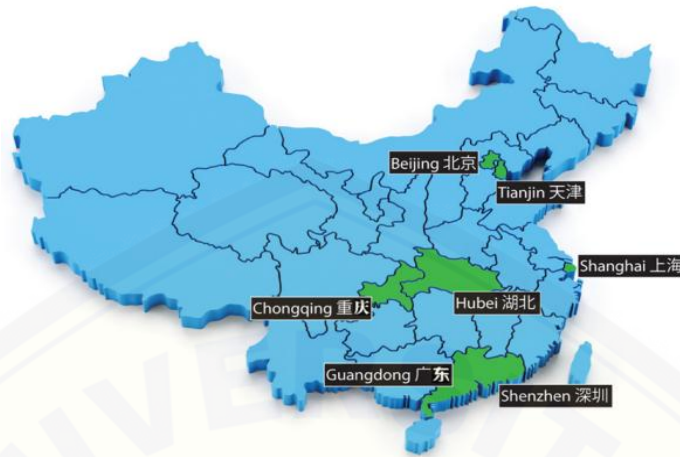 Beijing 北京
Tianjin 天津
Shanghai 上海
Chongqing 重庆
Hubei 湖北
Guangdong 广东
Shenzhen 深圳